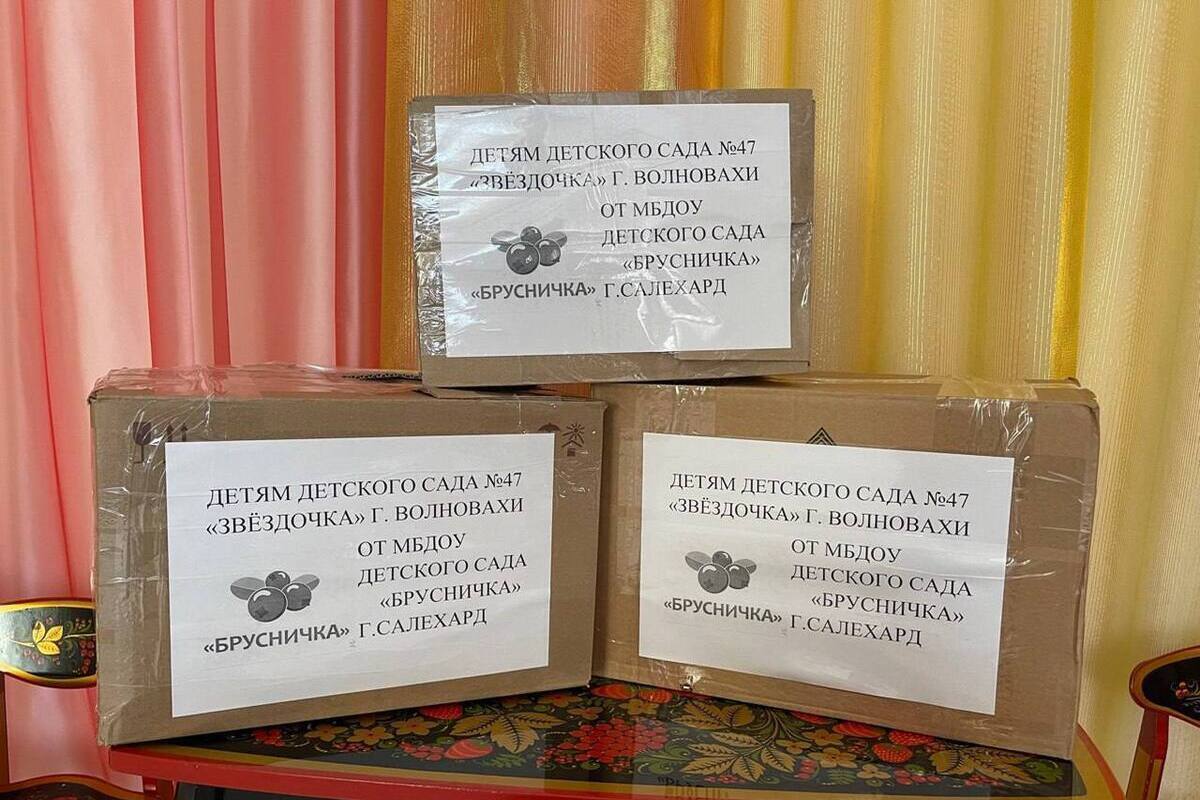 ДЕТЯМ ДЕТСКОГО САДА №47
«ЗВЁЗДОЧКА» Г. ВОЛНОВАХИ
ОТ МБДОУ
ДЕТСКОГО САДА
«БРУСНИЧКА»
Г.САЛЕХАРД
«БРУСНИЧКА»
ДЕТЯМ ДЕТСКОГО САДА №47
«ЗВЁЗДОЧКА» Г. ВОЛНОВАХИ
ОТ МБДОУ
ДЕТСКОГО САДА
«БРУСНИЧКА»
Г.САЛЕХАРД
«БРУСНИЧКА»
ДЕТЯМ ДЕТСКОГО САДА №47
«ЗВЁЗДОЧКА» Г. ВОЛНОВАХИ
ОТ МБДОУ
ДЕТСКОГО САДА
«БРУСНИЧКА»
Г.САЛЕХАРД
«БРУСНИЧКА»